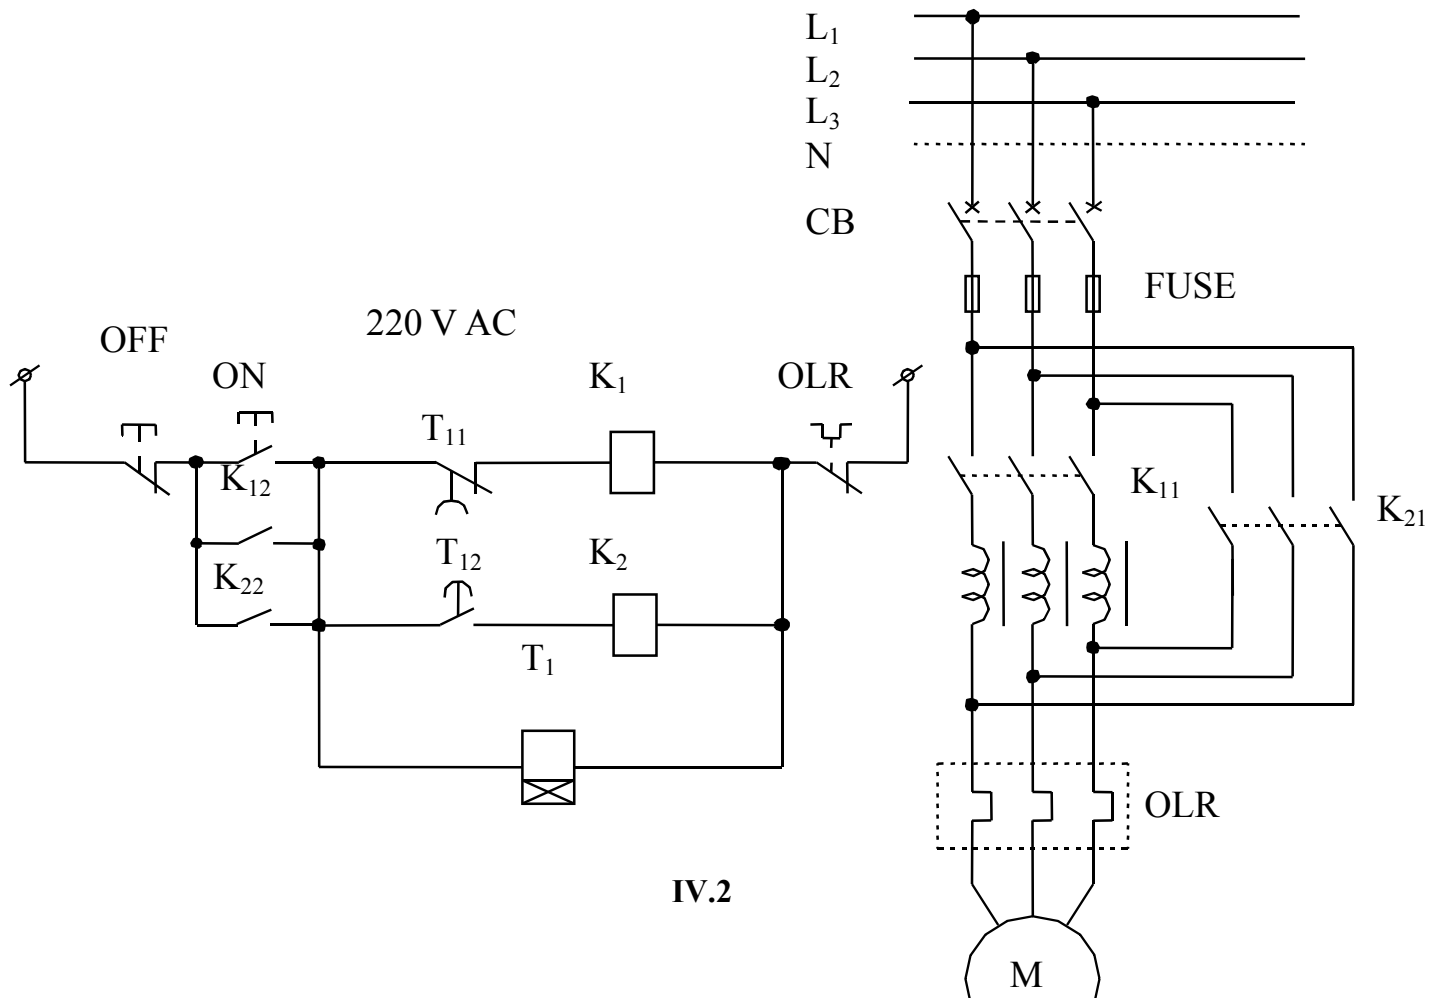 L1
L2
L3
N
CB
FUSE
220 V AC
OFF
ON
K1
OLR
T11
K12
K11
K21
T12
K2
K22
T1
OLR
IV.2
M